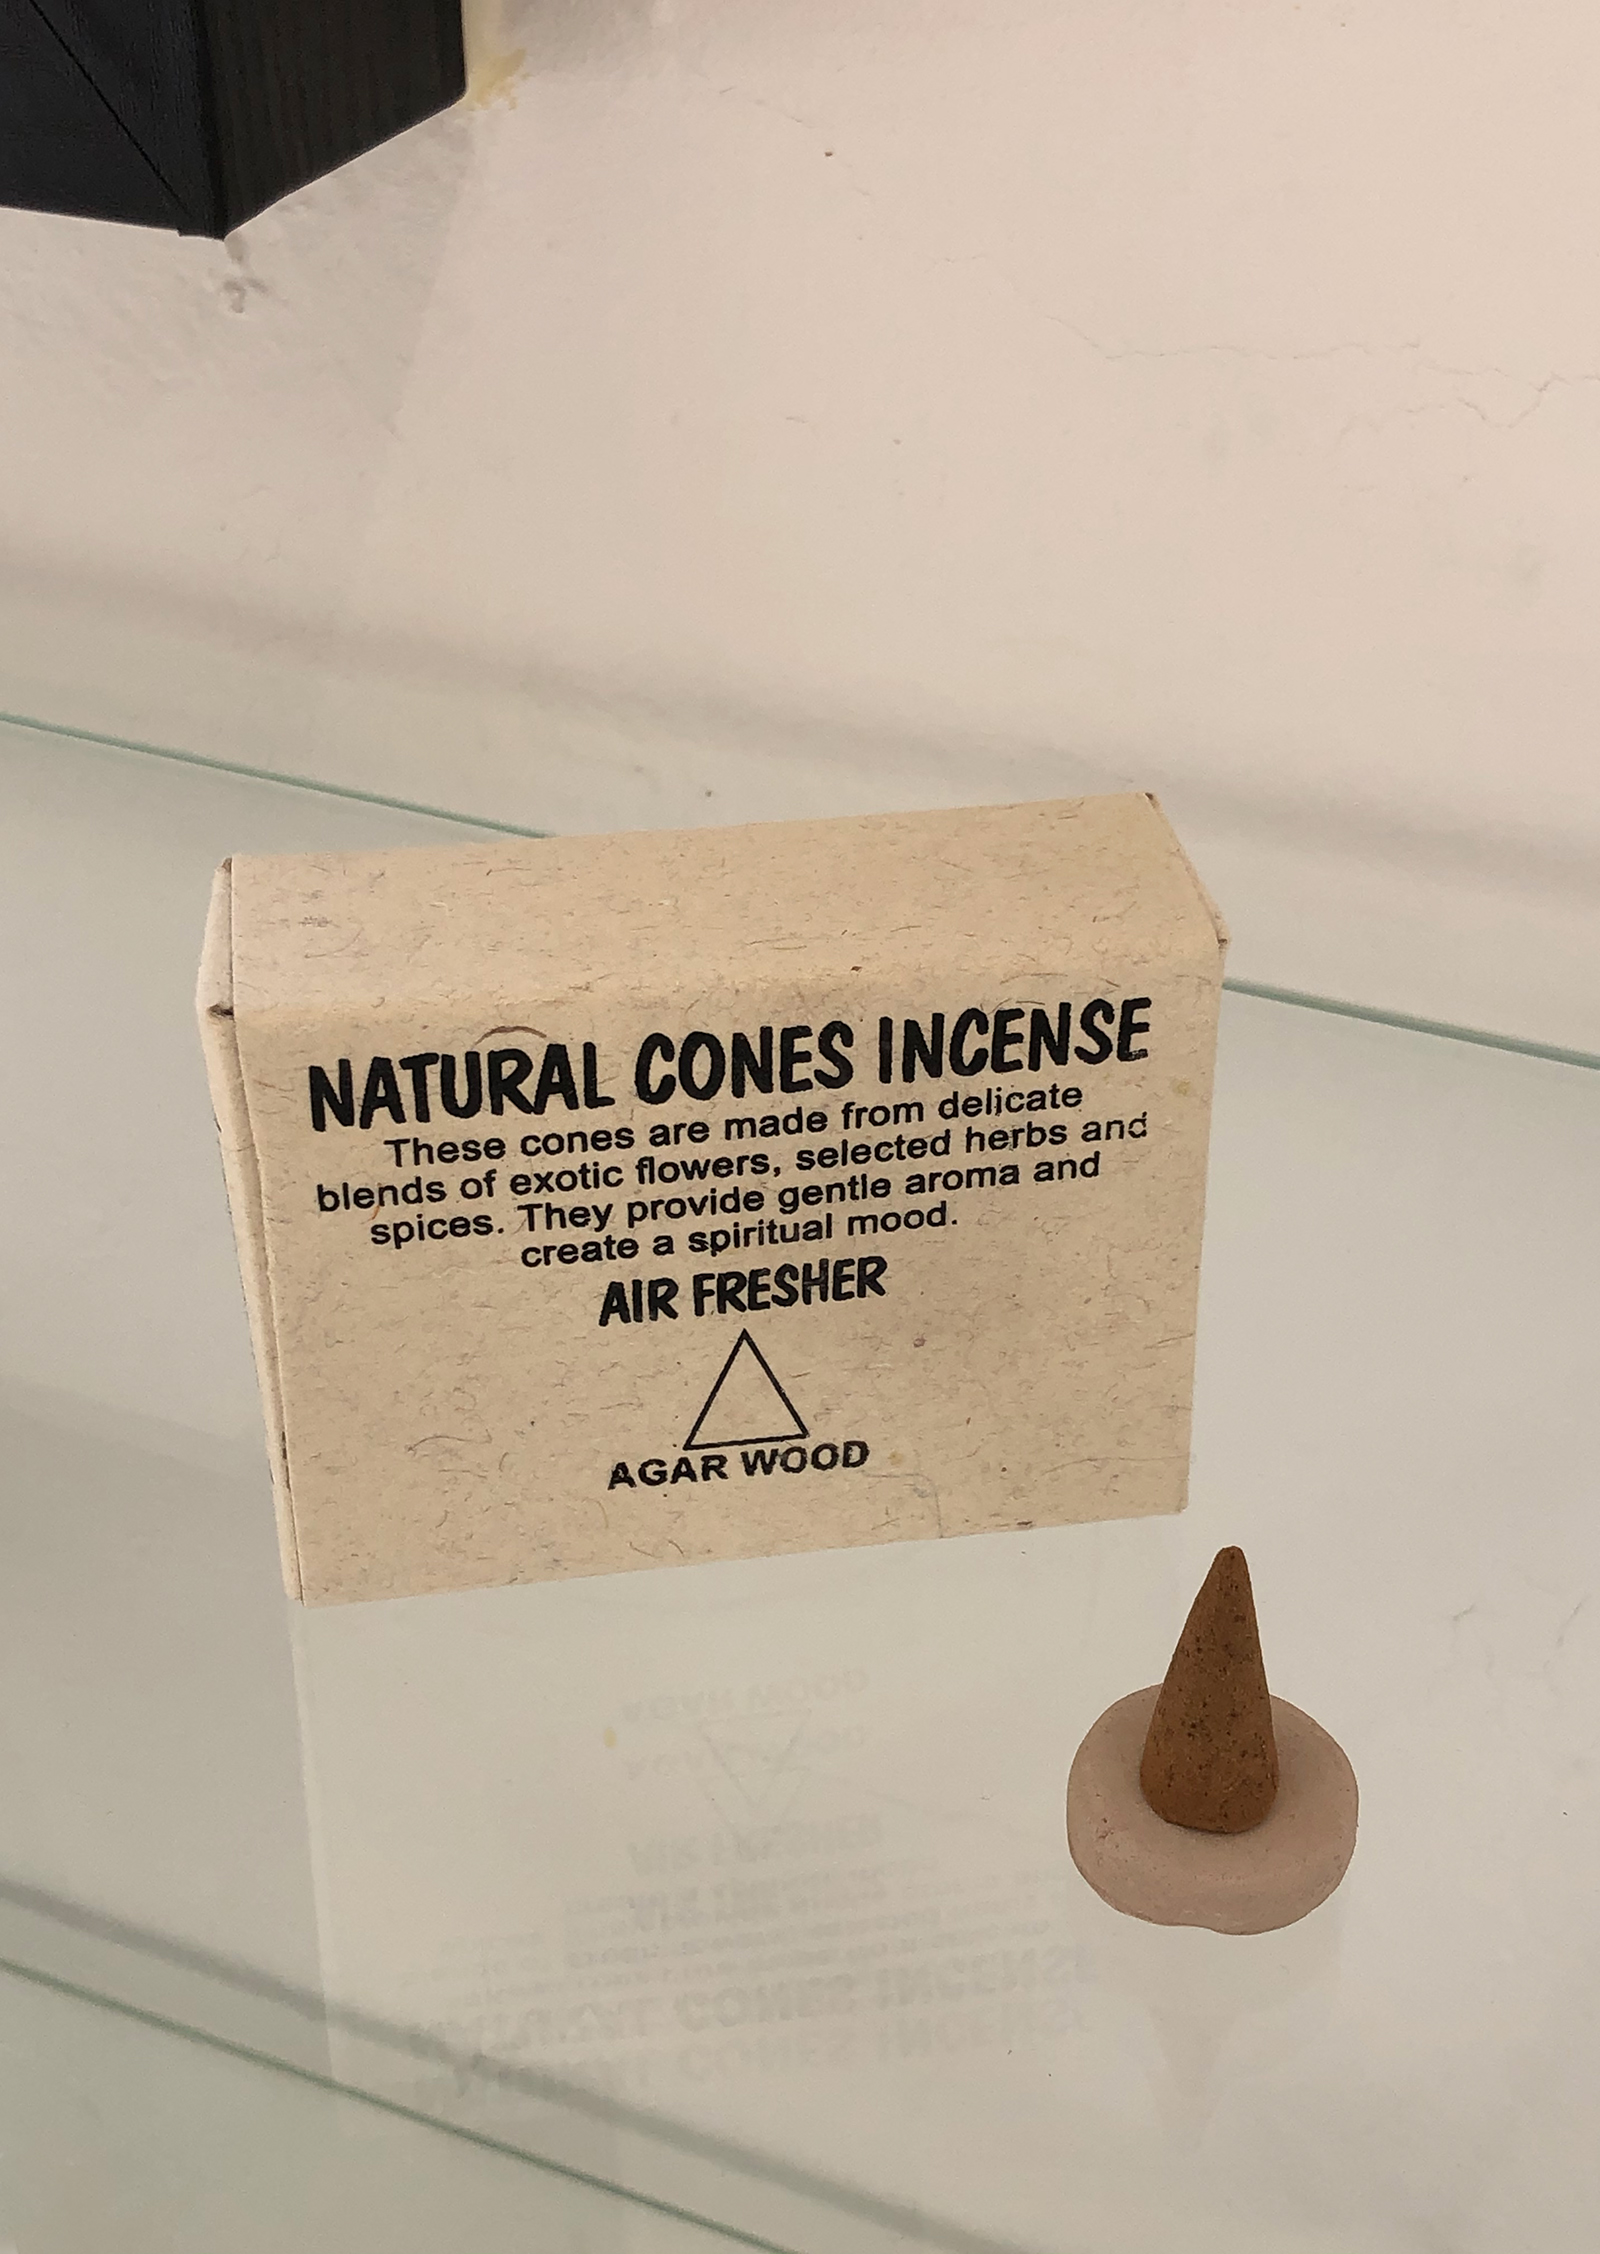 NATURAL CONES INCENSE
These cones are made from delicate
blends of exotic flowers, selected herbs and
spices. They provide gentle aroma and
create a spiritual mood.
AIR FRESHER
AGAR WOOD